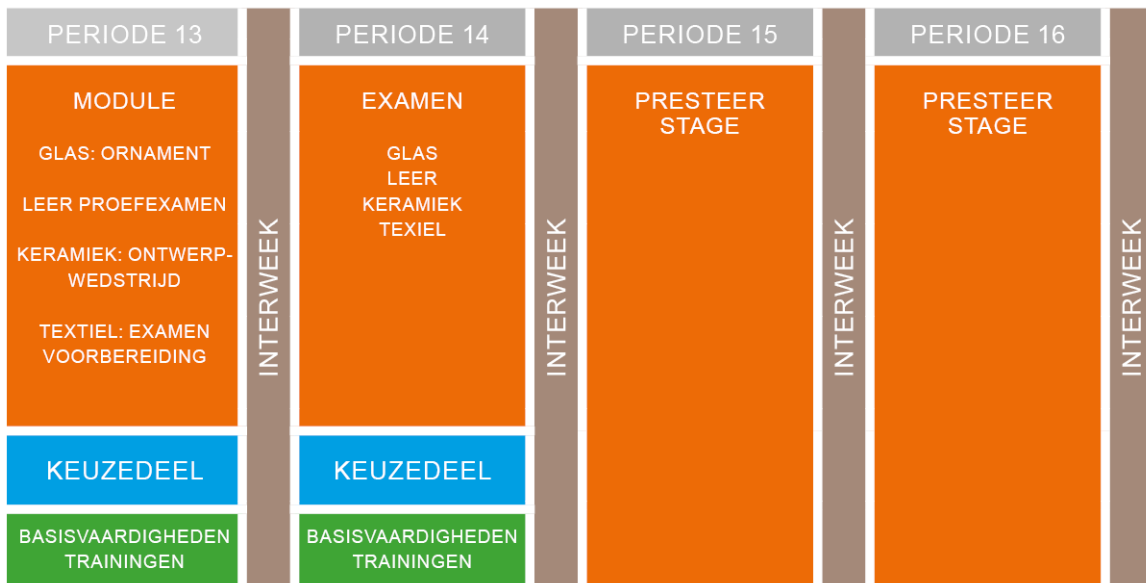 PERIODE 13
MODULE
GLAS: ORNAMENT
LEER PROEFEXAMEN
KERAMIEK: ONTWERP-
WEDSTRIJD
TEXTIEL: EXAMEN
VOORBEREIDING
KEUZEDEEL
BASISVAARDIGHEDEN
TRAININGEN
INTERWEEK
PERIODE 14
EXAMEN
GLAS
LEER
KERAMIEK
TEXIEL
KEUZEDEEL
BASISVAARDIGHEDEN
TRAININGEN
INTERWEEK
PERIODE 15
PRESTEER
STAGE
INTERWEEK
PERIODE 16
PRESTEER
STAGE
INTERWEEK